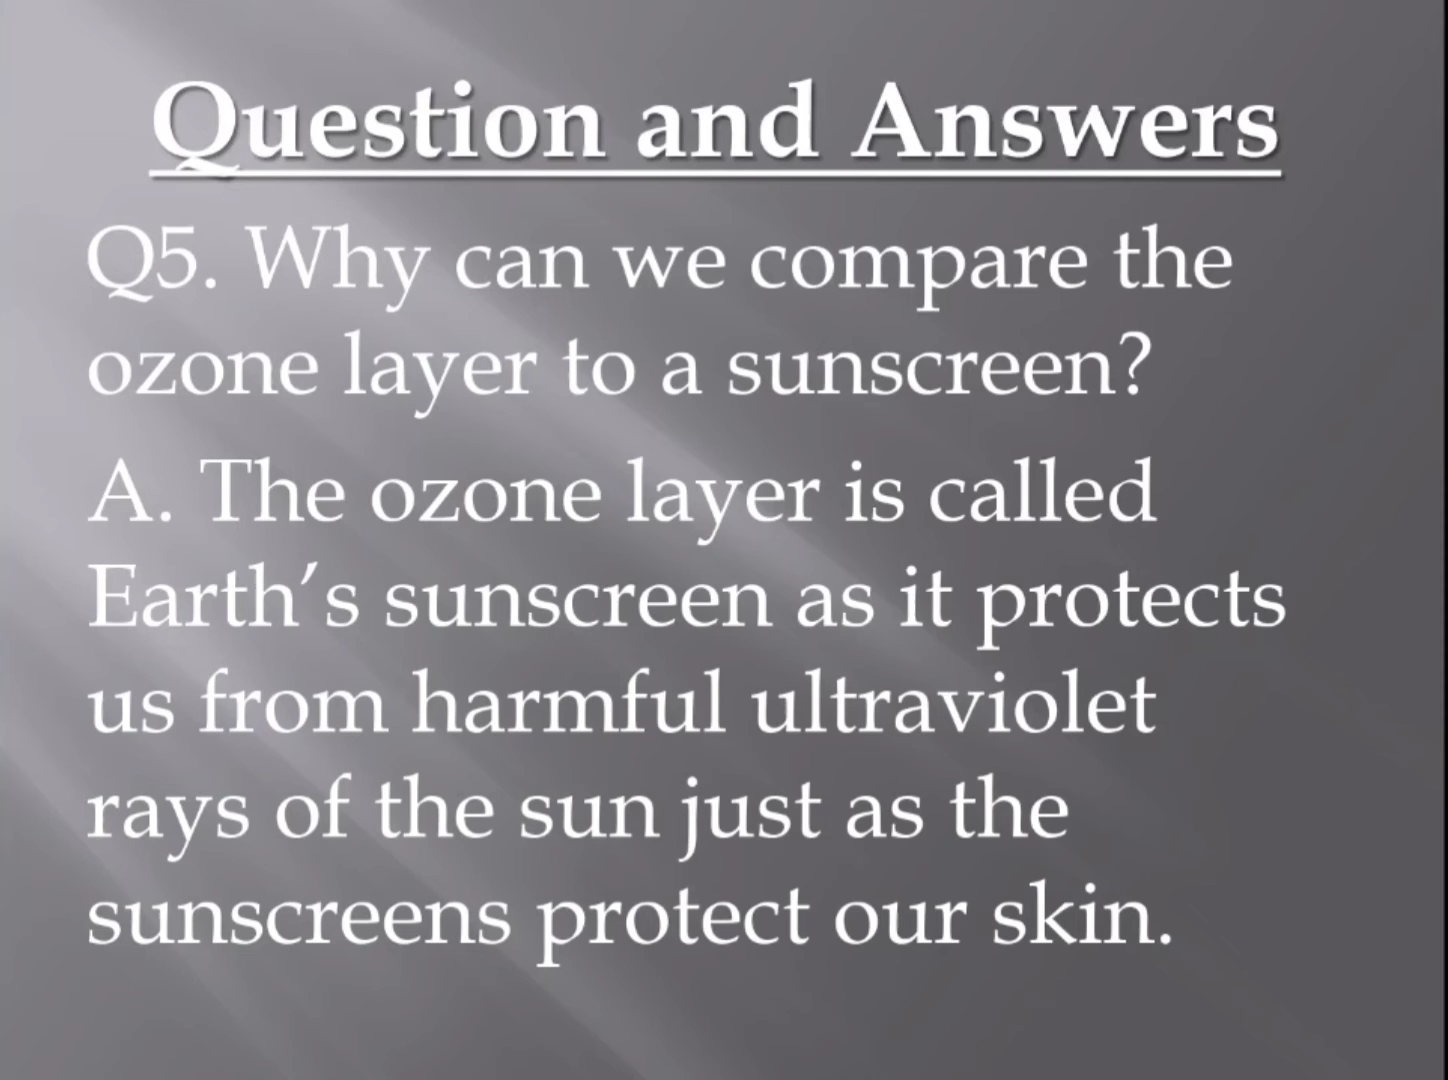 Question and Answers
Q5. Why can we compare the
ozone layer to a sunscreen?
A. The ozone layer is called
Earth’s sunscreen as it protects
us from harmful ultraviolet
rays of the sun just as the
sunscreens protect our skin.